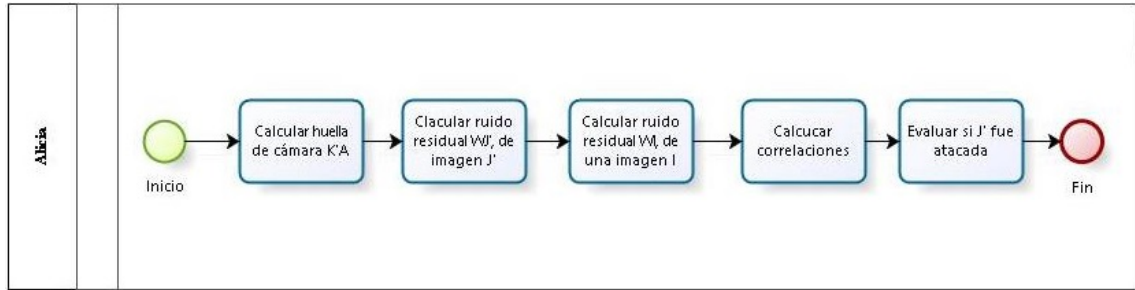 Alicia
Inicio
Calcular huella
de cámara K'A
Clacular ruido
residual WJ', de
imagen J'
Calcular ruido
residual WI, de
una imagen I
Calcucar
correlaciones
Evaluar si J' fue
atacada
Fin